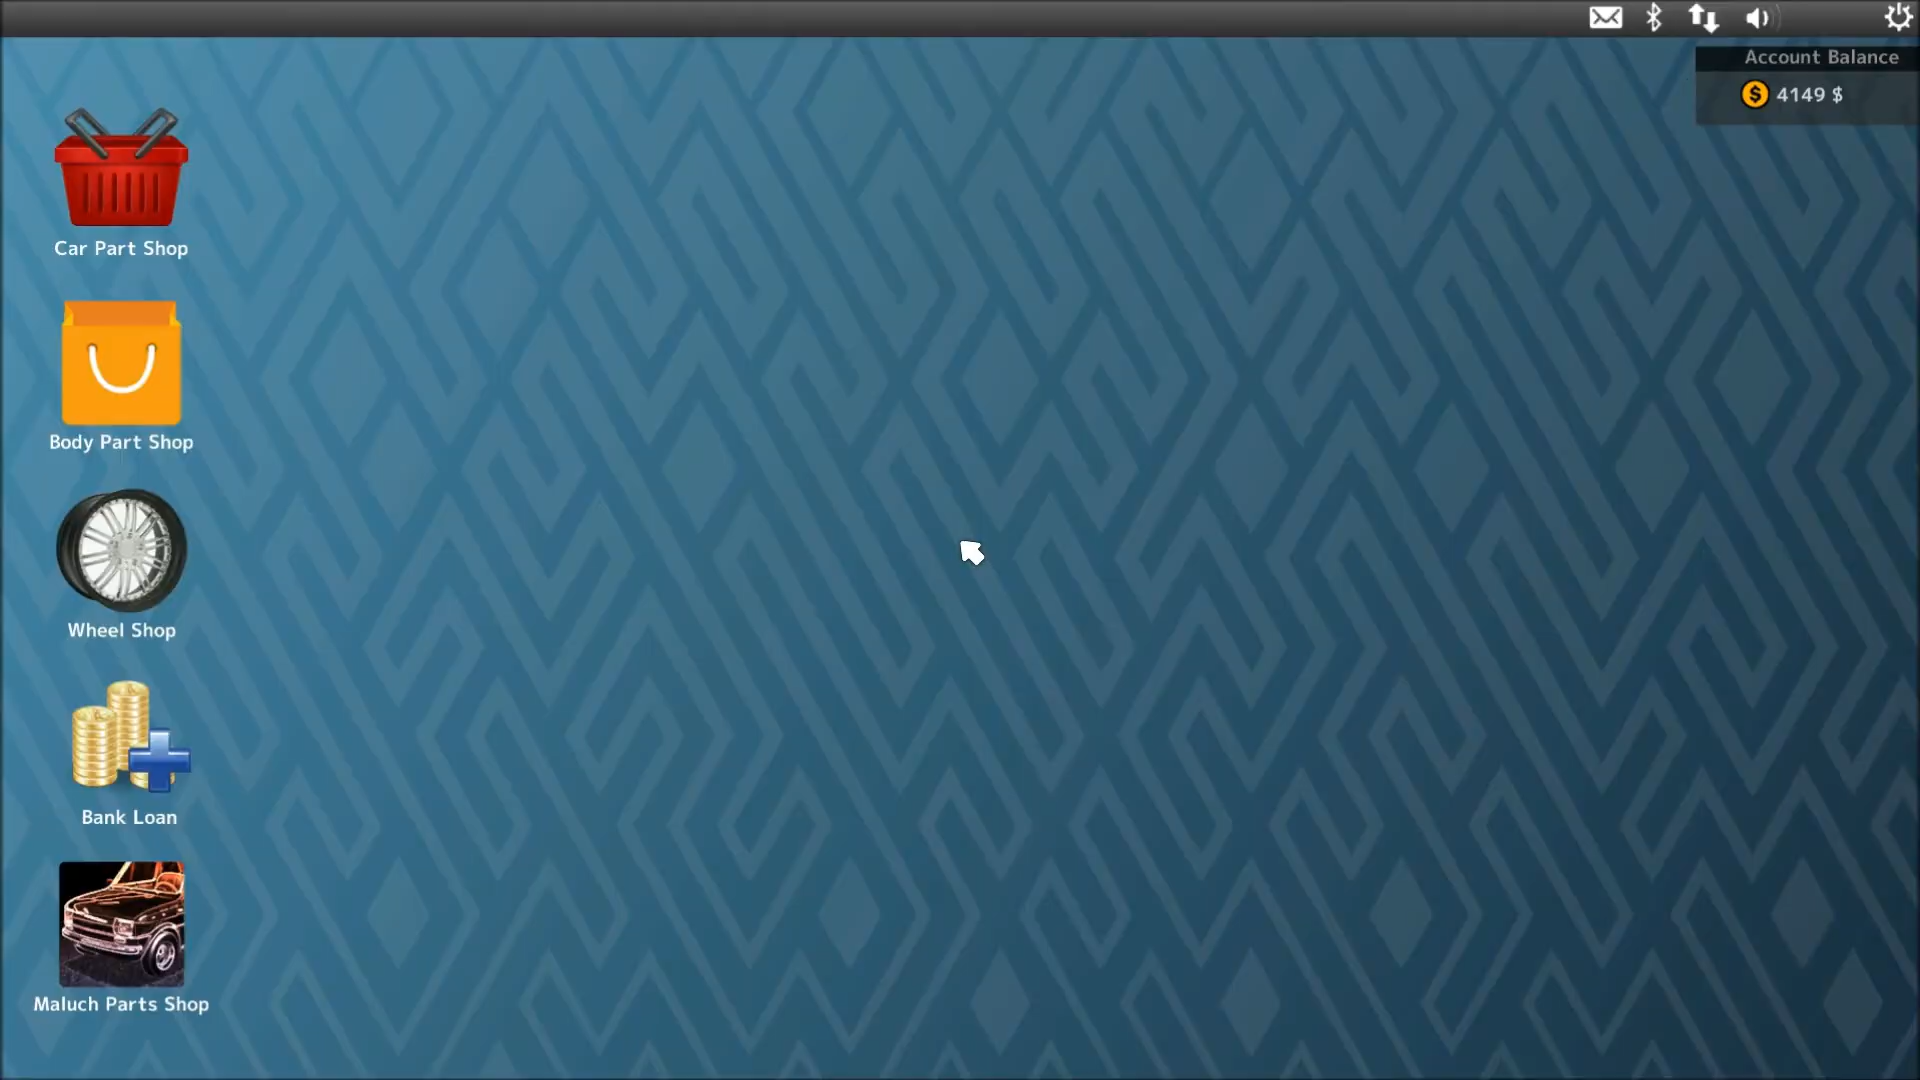 Account Balance
4149 $
Car Part Shop
Body Part Shop
Wheel Shop
Bank Loan
Maluch Parts Shop